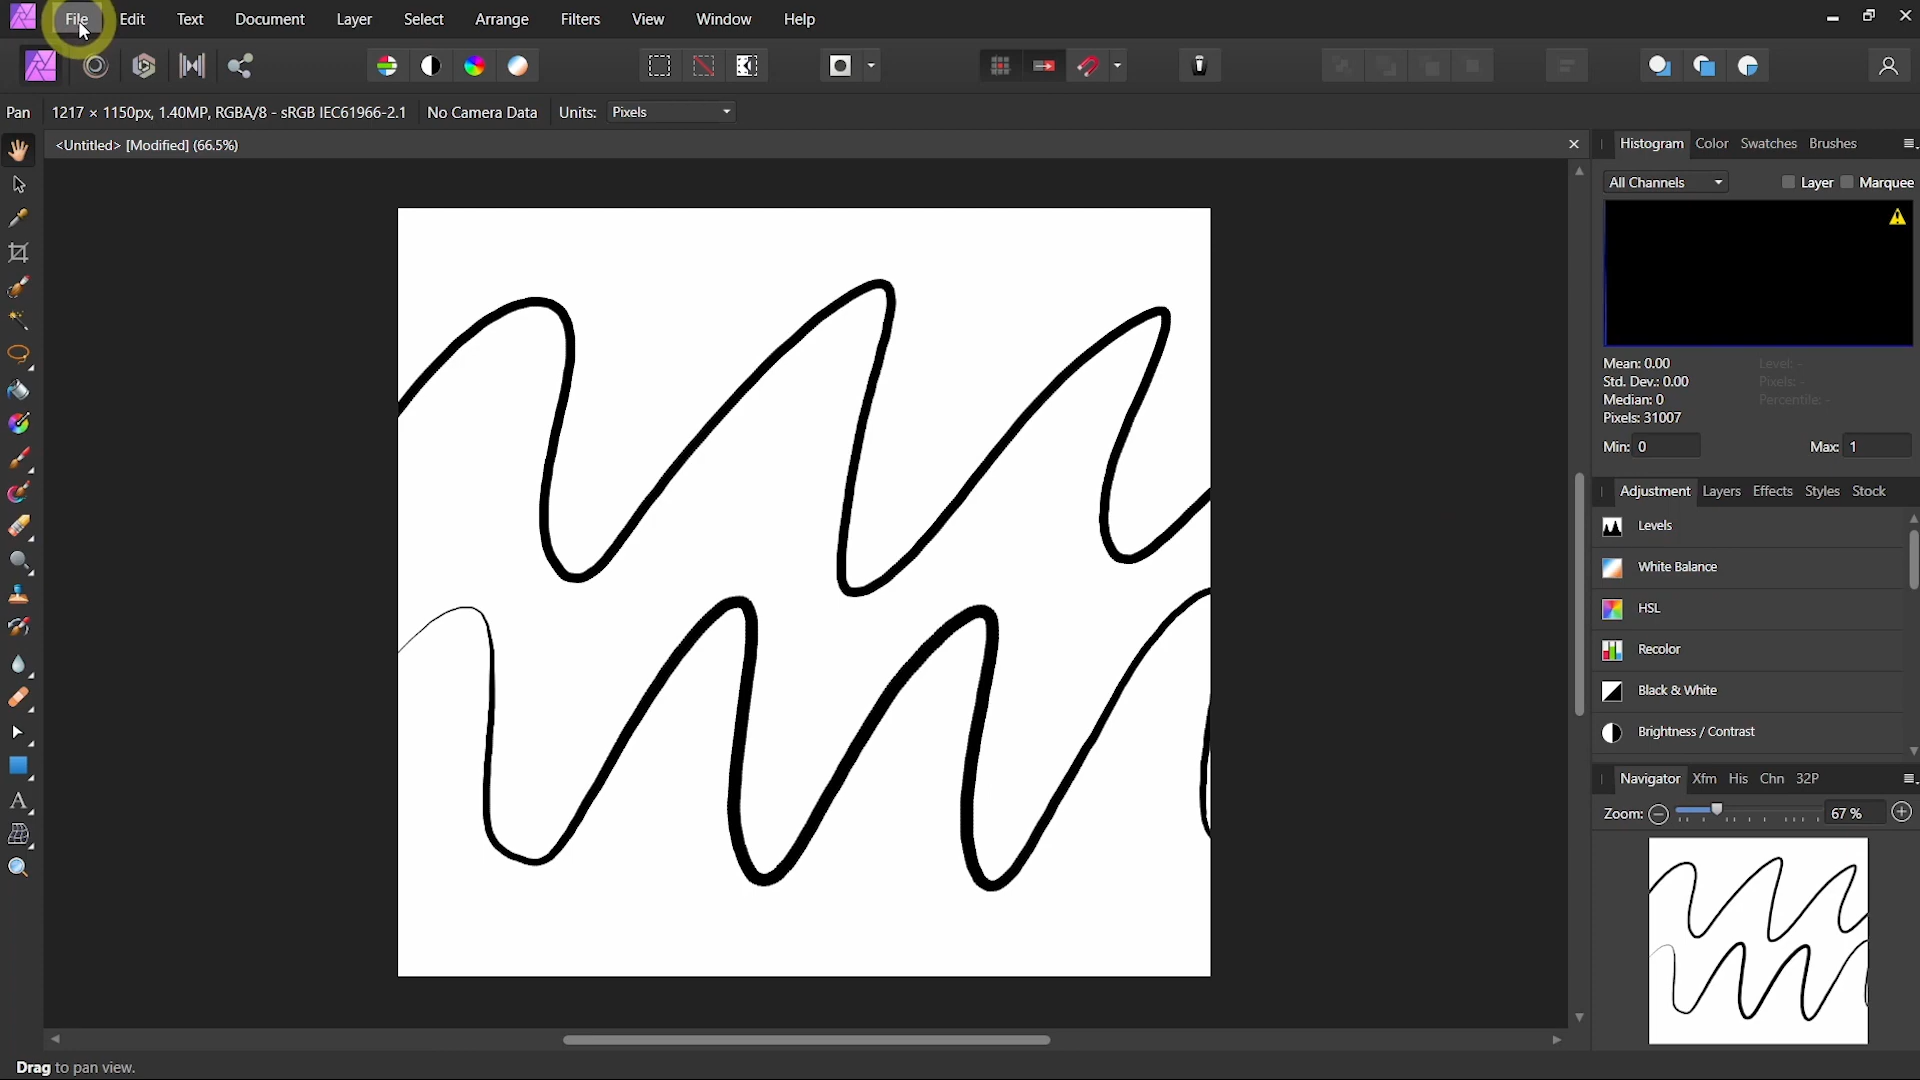 File Edit Text Document Layer Select Arrange Filters View Window Help
Pan 1217 × 1150px, 1.40MP, RGBA/8 - sRGB IEC61966-2.1 No Camera Data Units: Pixels
<Untitled> [Modified] (66.5%)
Histogram Color Swatches Brushes
All Channels Layer Marquee
Mean: 0.00 Level: -
Std. Dev.: 0.00 Pixels: -
Median: 0 Percentile: -
Pixels: 31007
Min: 0 Max: 1
Adjustment Layers Effects Styles Stock
Levels
White Balance
HSL
Recolor
Black & White
Brightness / Contrast
Navigator Xfm His Chn 32P
Zoom: 67 %
Drag to pan view.